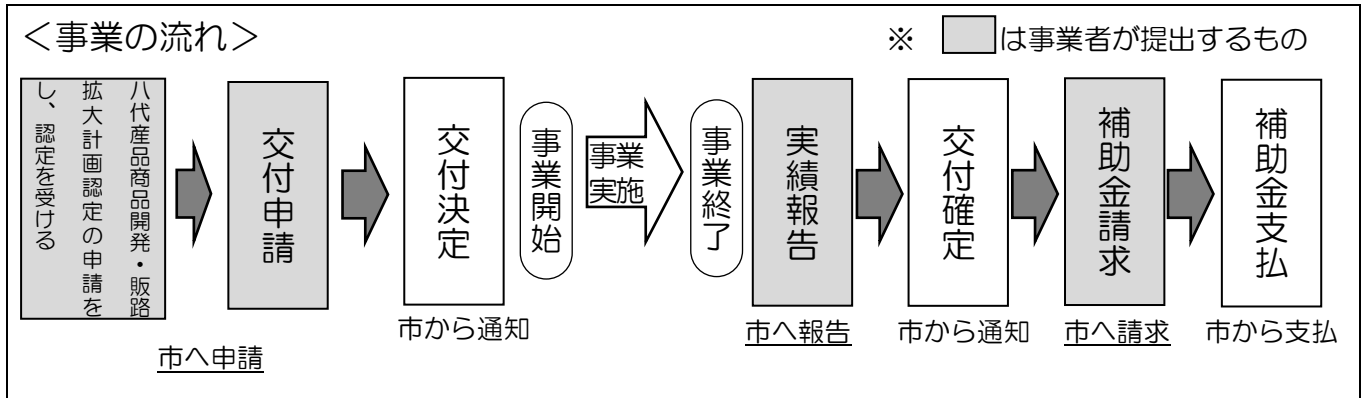 ＜事業の流れ＞
※ は事業者が提出するもの
八代産品商品開発・販路
拡大計画認定の申請を
し、認定を受ける
交付申請
市へ申請
交付決定
市から通知
事業開始
事業
実施
事業終了
実績報告
市へ報告
交付確定
市から通知
補助金請求
市へ請求
補助金支払
市から支払